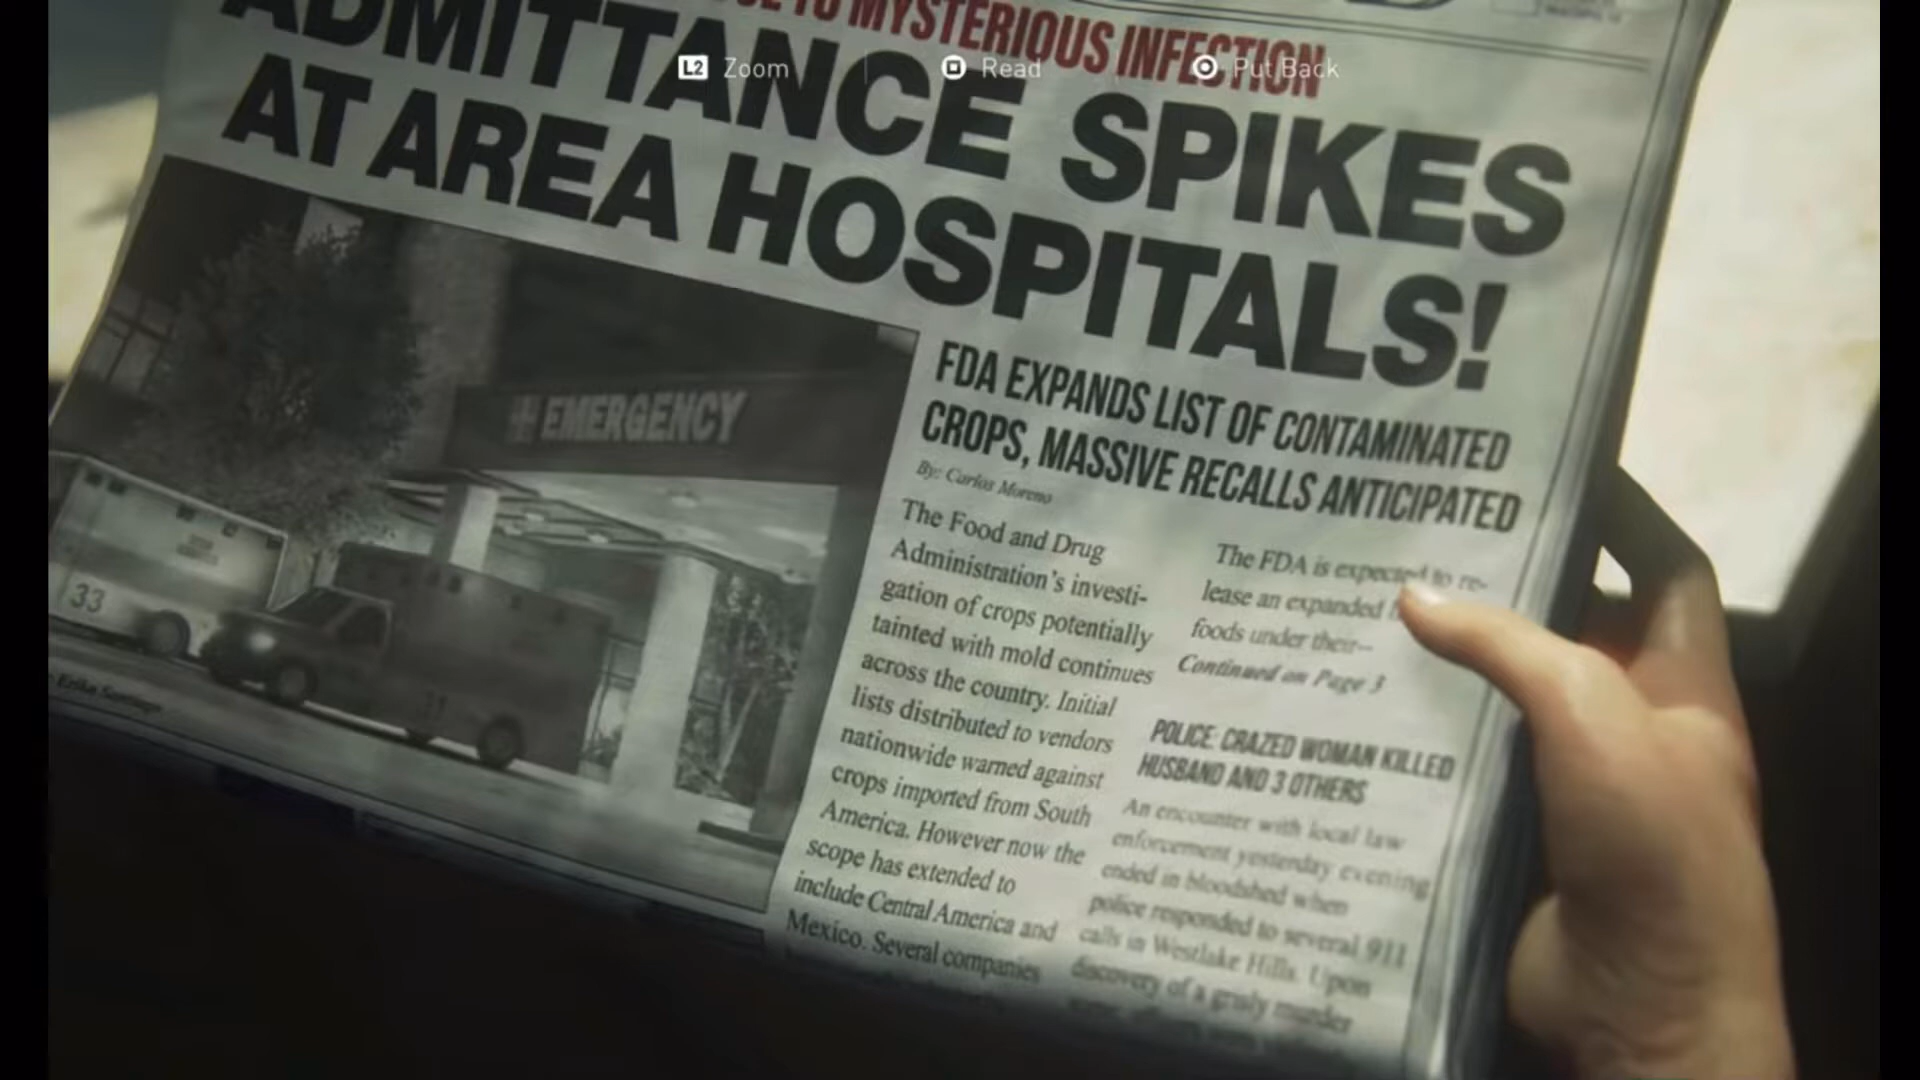 TO MYSTERIOUS INFECTION
L2 Zoom Read Put Back
ADMITTANCE SPIKES
AT AREA HOSPITALS!
EMERGENCY
33
FDA EXPANDS LIST OF CONTAMINATED
CROPS, MASSIVE RECALLS ANTICIPATED
By: Carlos Moreno
The Food and Drug
Administration's investi-
gation of crops potentially
tainted with mold continues
across the country. Initial
lists distributed to vendors
nationwide warned against
crops imported from South
America. However now the
scope has extended to
include Central America and
Mexico. Several companies
The FDA is expected to re-
lease an expanded
foods under their--
Continued on Page 3
POLICE: CRAZED WOMAN KILLED
HUSBAND AND 3 OTHERS
An encounter with local law
enforcement yesterday evening
ended in bloodshed when
police responded to several 911
calls in Westlake Hills. Upon
discovery of a grisly murder